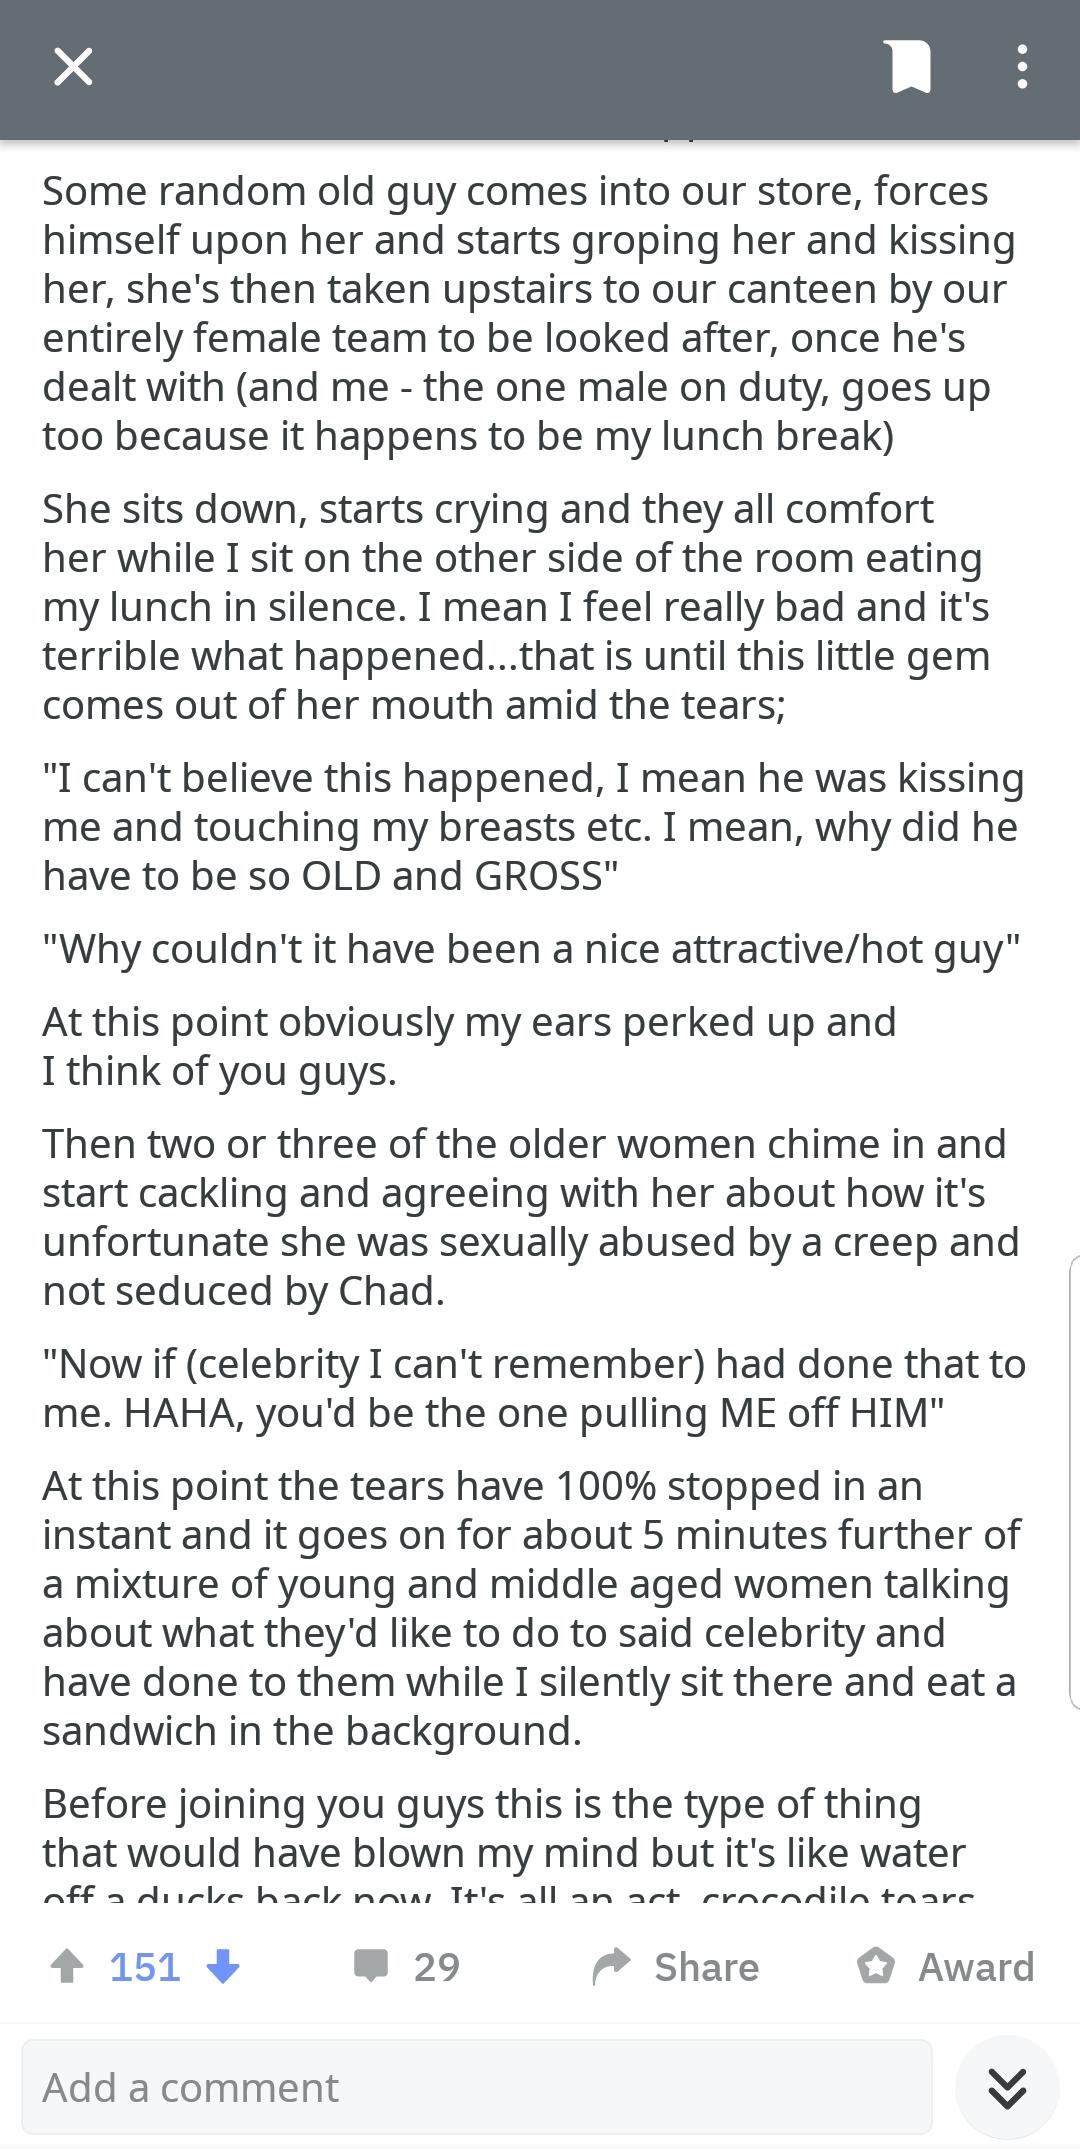 Some random old guy comes into our store, forces
himself upon her and starts groping her and kissing
her, she's then taken upstairs to our canteen by our
entirely female team to be looked after, once he's
dealt with (and me - the one male on duty, goes up
too because it happens to be my lunch break)
She sits down, starts crying and they all comfort
her while I sit on the other side of the room eating
my lunch in silence. I mean I feel really bad and it's
terrible what happened...that is until this little gem
comes out of her mouth amid the tears;
"I can't believe this happened, I mean he was kissing
me and touching my breasts etc. I mean, why did he
have to be so OLD and GROSS"
"Why couldn't it have been a nice attractive/hot guy"
At this point obviously my ears perked up and
I think of you guys.
Then two or three of the older women chime in and
start cackling and agreeing with her about how it's
unfortunate she was sexually abused by a creep and
not seduced by Chad.
"Now if (celebrity I can't remember) had done that to
me. HAHA, you'd be the one pulling ME off HIM"
At this point the tears have 100% stopped in an
instant and it goes on for about 5 minutes further of
a mixture of young and middle aged women talking
about what they'd like to do to said celebrity and
have done to them while I silently sit there and eat a
sandwich in the background.
Before joining you guys this is the type of thing
that would have blown my mind but it's like water
off a ducks back now. It's all an act, crocodile tears
151 29 Share Award
Add a comment